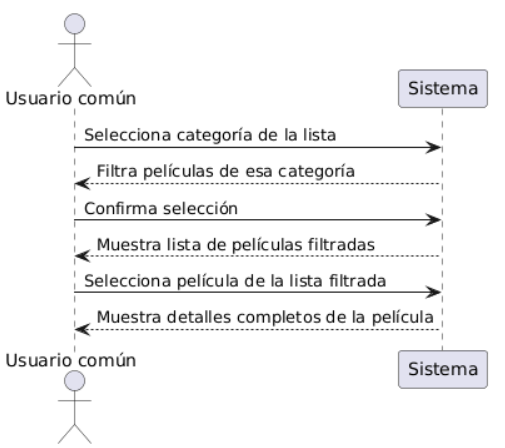 Usuario común
Sistema
Selecciona categoría de la lista
Filtra películas de esa categoría
Confirma selección
Muestra lista de películas filtradas
Selecciona película de la lista filtrada
Muestra detalles completos de la película
Usuario común
Sistema